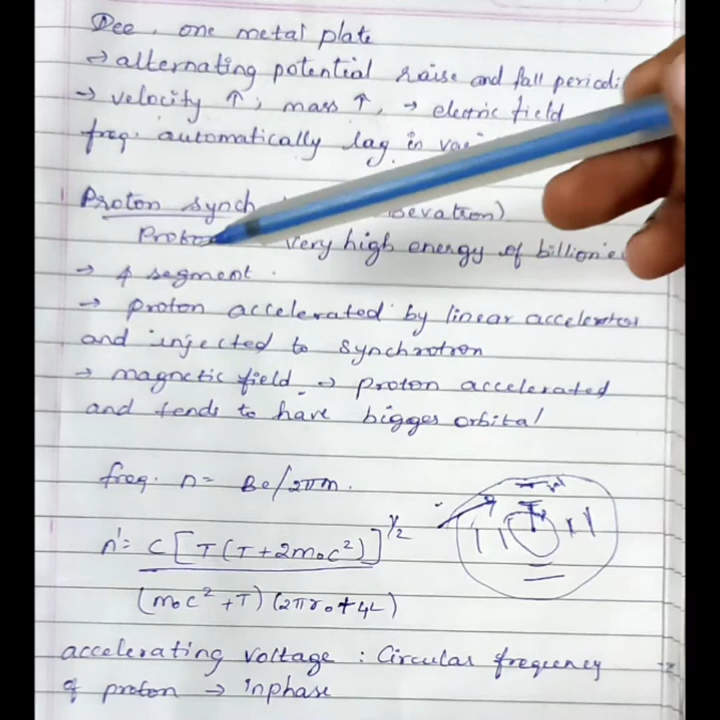 Dee, one metal plate
→ alternating potential raise and fall periodi
→ velocity ↑, mass ↑, → electric field
freq. automatically lag in
Proton synch
very high energy of billion e
→ 4 segment.
→ proton accelerated by linear accelerator
and injected to synchrotron
→ magnetic field → proton accelerated
and tends to have bigger orbital
freq. n = Be/2πm.
n' = C[T(T+2m₀c²)]^1/2
(m₀c²+T)(2πr₀+4L)
accelerating voltage : Circular frequency
of proton → inphase